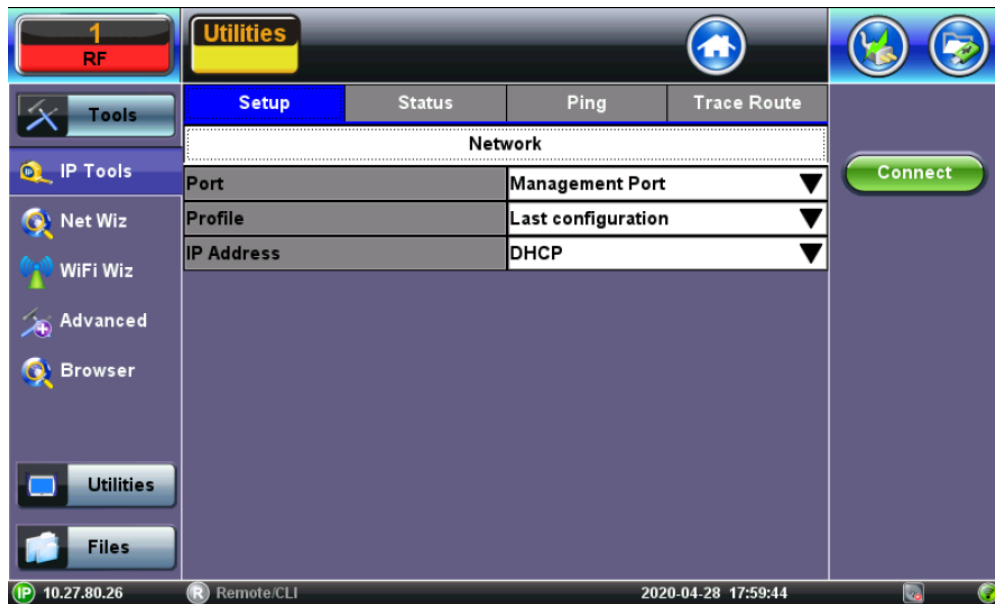 1
RF
Utilities
Tools
Setup
Status
Ping
Trace Route
Network
IP Tools
Port
Management Port
Connect
Net Wiz
Profile
Last configuration
WiFi Wiz
IP Address
DHCP
Advanced
Browser
Utilities
Files
IP 10.27.80.26
R Remote/CLI
2020-04-28 17:59:44